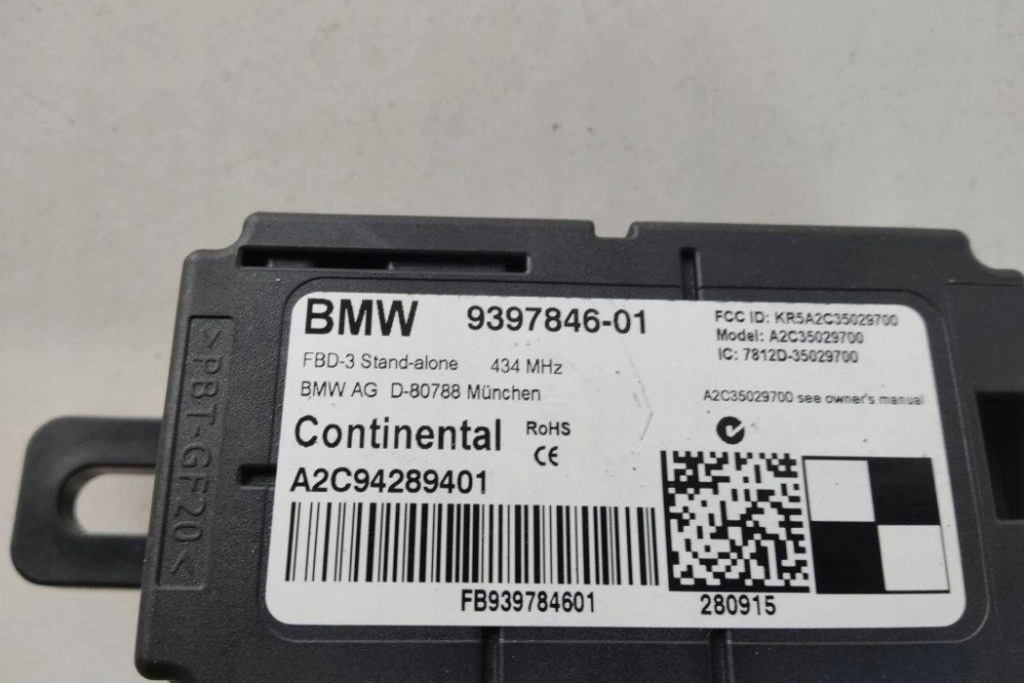 BMW 9397846-01
FCC ID: KR5A2C35029700
Model: A2C35029700
IC: 7812D-35029700
FBD-3 Stand-alone 434 MHz
BMW AG D-80788 München
A2C35029700 see owner's manual
Continental RoHS
CE
A2C94289401
FB939784601
280915
>PBT-GF20<